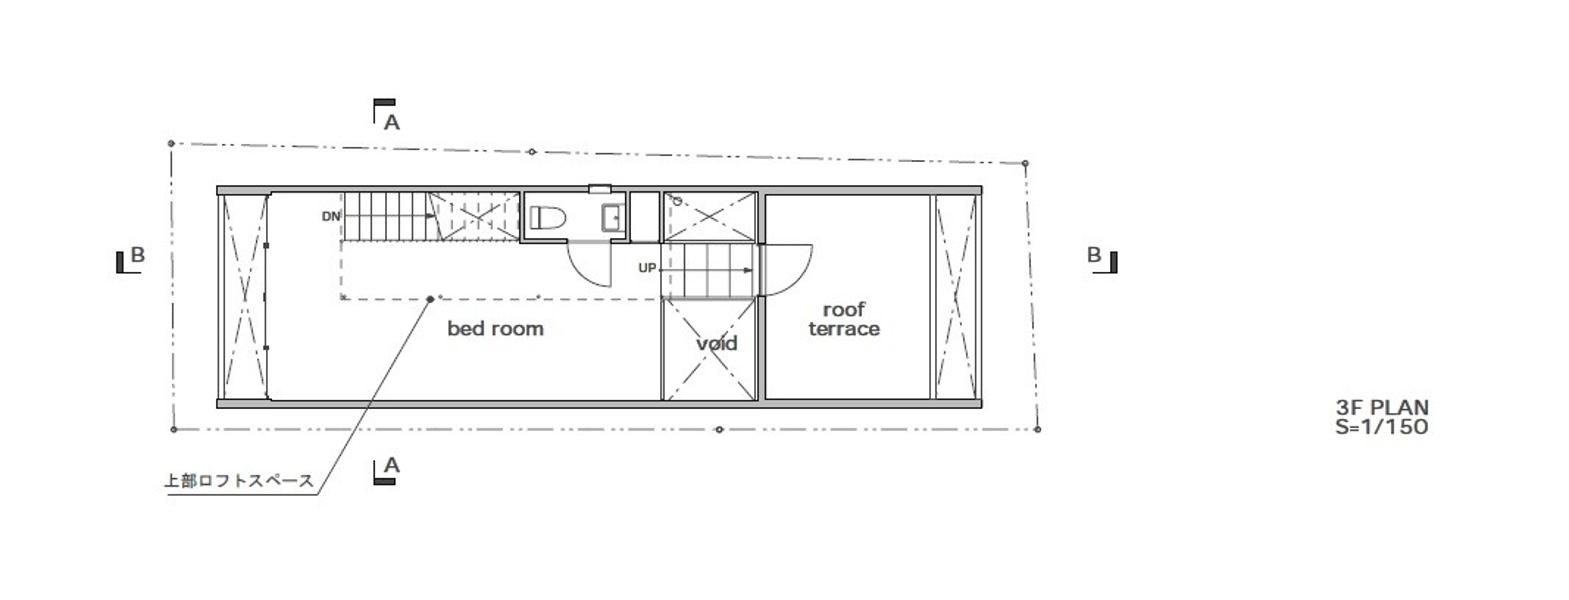 A
B
DN
UP
B
roof
terrace
bed room
void
3F PLAN
S=1/150
A
上部ロフトスペース